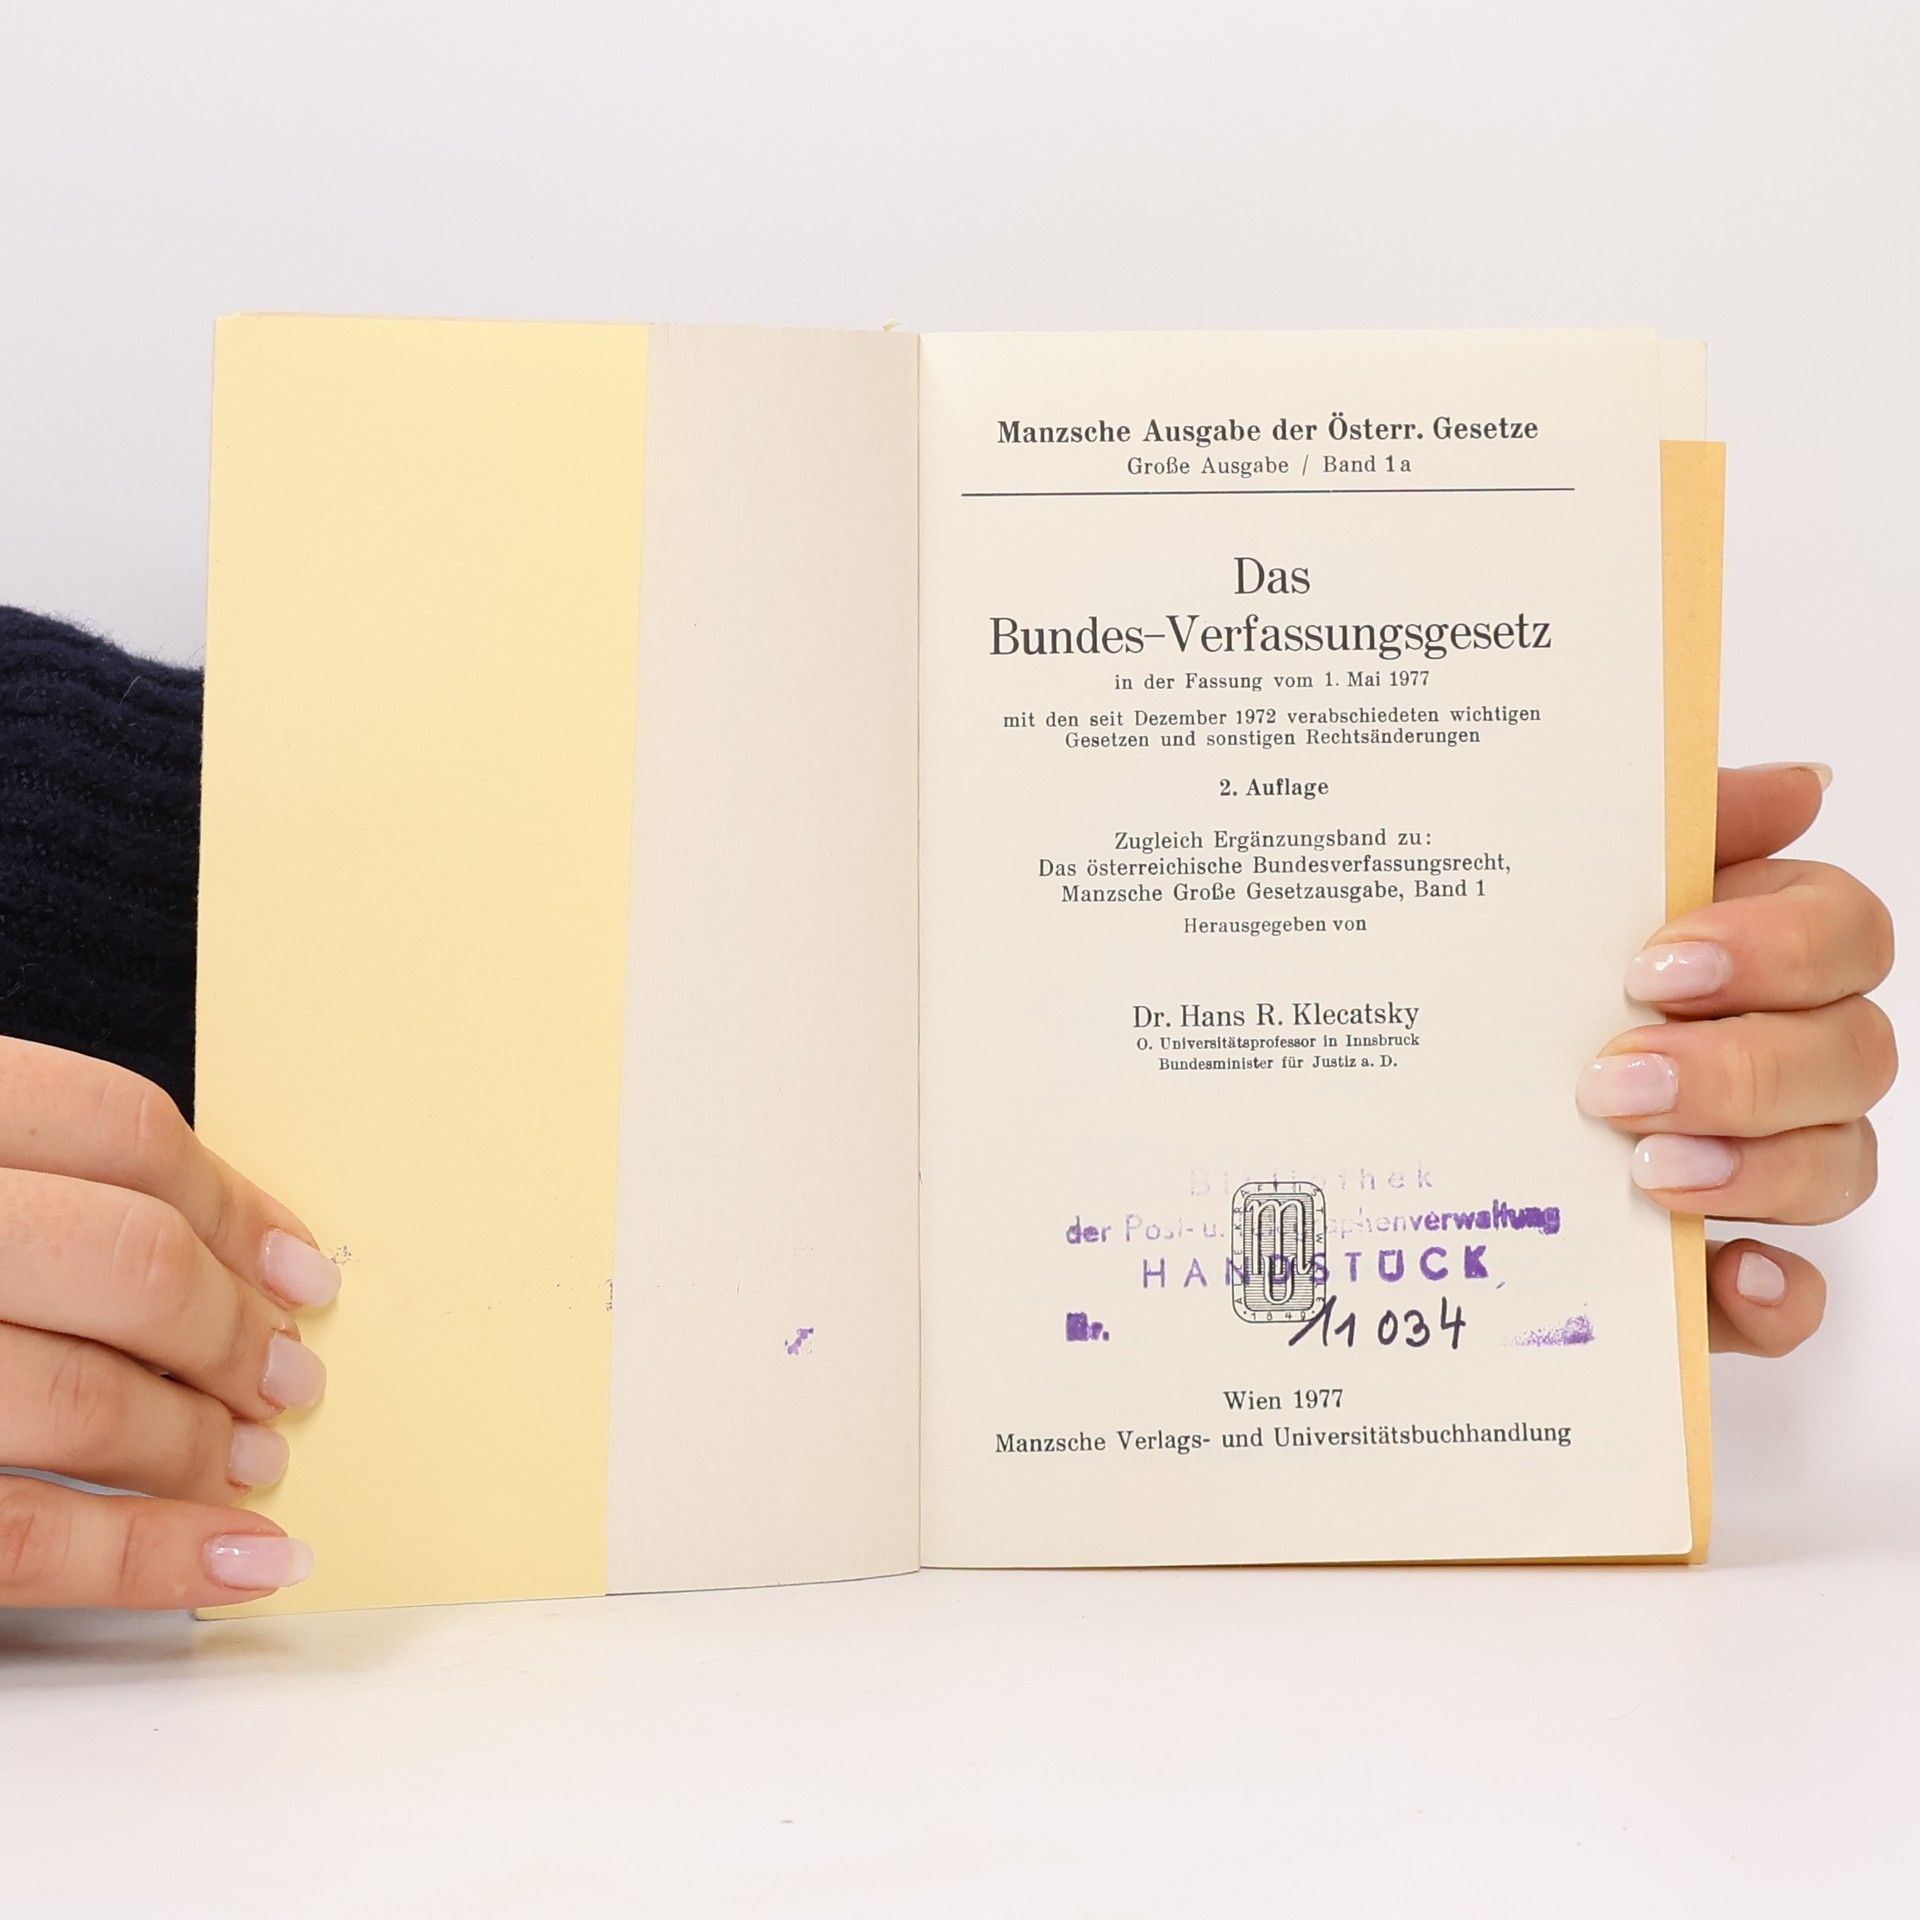 Manzsche Ausgabe der Österr. Gesetze
Große Ausgabe / Band 1a
Das
Bundes-Verfassungsgesetz
in der Fassung vom 1. Mai 1977
mit den seit Dezember 1972 verabschiedeten wichtigen
Gesetzen und sonstigen Rechtsänderungen
2. Auflage
Zugleich Ergänzungsband zu:
Das österreichische Bundesverfassungsrecht,
Manzsche Große Gesetzausgabe, Band 1
Herausgegeben von
Dr. Hans R. Klecatsky
O. Universitätsprofessor in Innsbruck
Bundesminister für Justiz a. D.
Bibliothek
der Post- u. Telegraphenverwaltung
HANDSTÜCK
Nr. 11034
Wien 1977
Manzsche Verlags- und Universitätsbuchhandlung